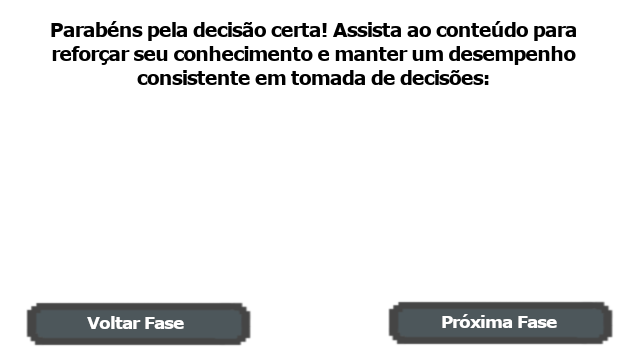 Parabéns pela decisão certa! Assista ao conteúdo para
reforçar seu conhecimento e manter um desempenho
consistente em tomada de decisões:
Voltar Fase
Próxima Fase